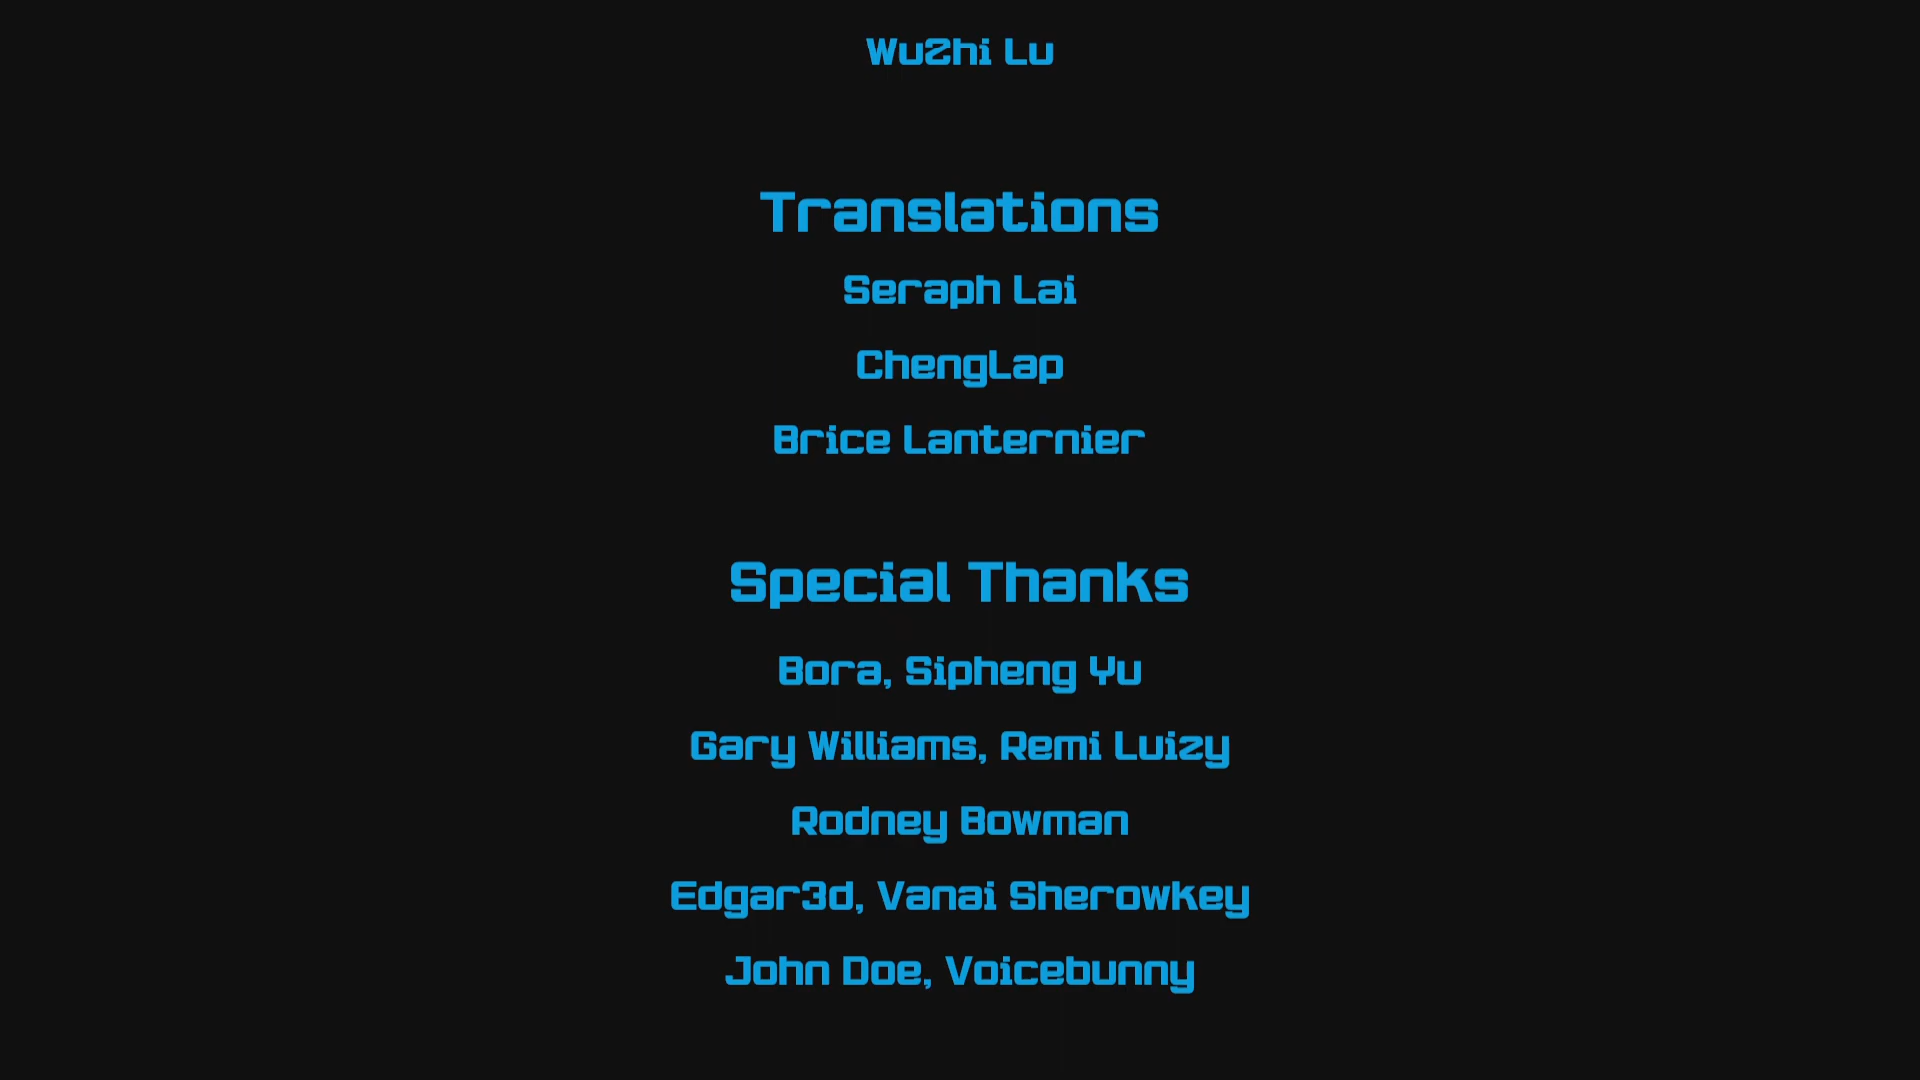 WuZhi Lu
Translations
Seraph Lai
ChengLap
Brice Lanternier
Special Thanks
Bora, Sipheng Yu
Gary Williams, Remi Luizy
Rodney Bowman
Edgar3d, Vanai Sherowkey
John Doe, Voicebunny